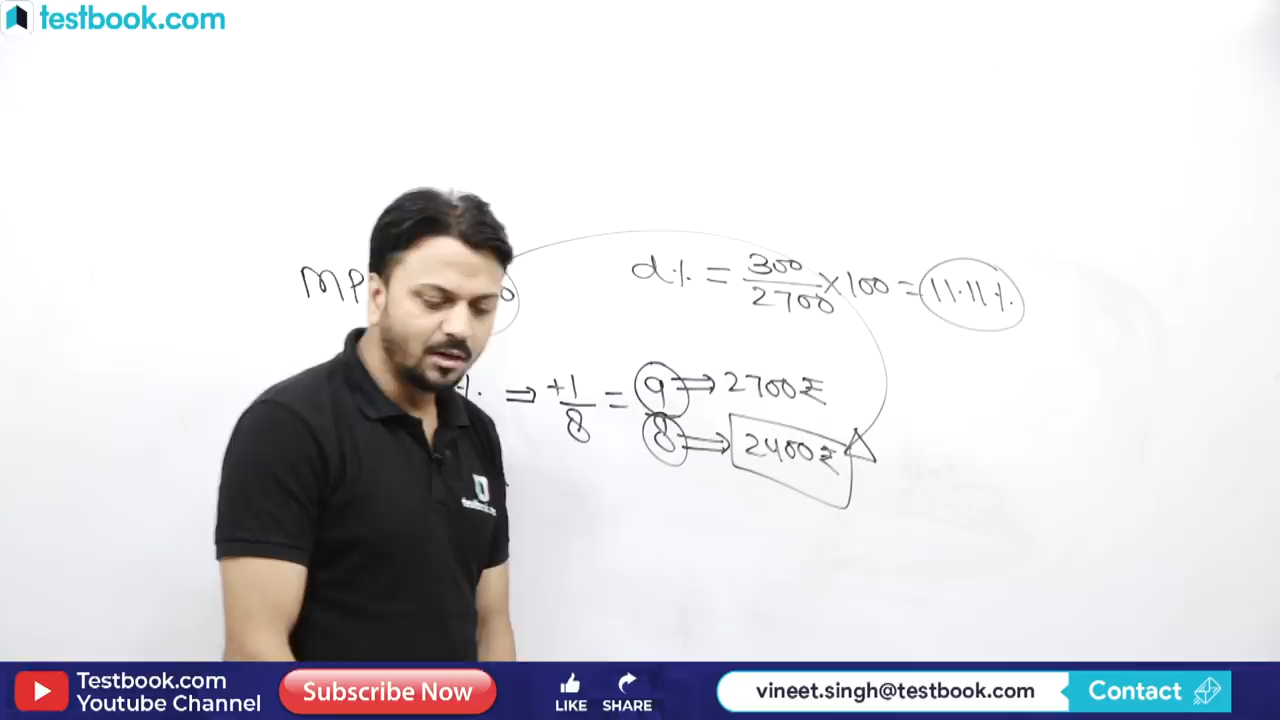 testbook.com
MP
d% = 300/2700 × 100 = 11.11%
% ⇒ +1/8 = 9 ⇒ 2700₹
8 ⇒ 2400₹
Testbook.com
Youtube Channel
Subscribe Now
LIKE
SHARE
vineet.singh@testbook.com
Contact